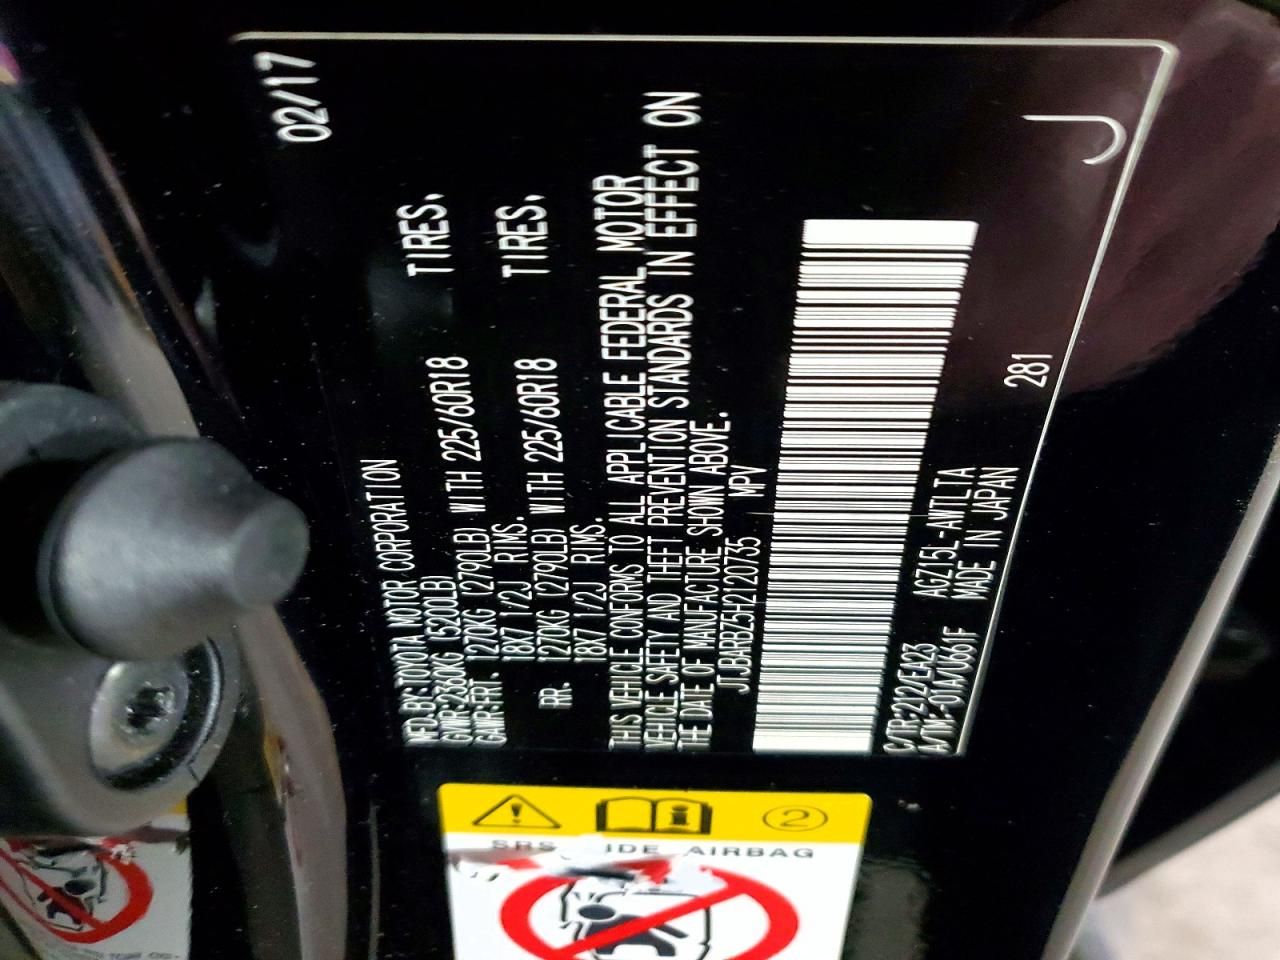 MFD.BY:TOYOTA MOTOR CORPORATION 02/17
GVWR:2360KG (5200LB)
GAWR:FRT. 1270KG (2790LB) WITH 225/60R18 TIRES,
18X7 1/2J RIMS.
RR. 1270KG (2790LB) WITH 225/60R18 TIRES,
18X7 1/2J RIMS.
THIS VEHICLE CONFORMS TO ALL APPLICABLE FEDERAL MOTOR
VEHICLE SAFETY AND THEFT PREVENTION STANDARDS IN EFFECT ON
THE DATE OF MANUFACTURE SHOWN ABOVE.
JTJBARBZ5H2120735 MPV
C/TR:212/EA23 AGZ15L-AWTLTA
A/TM:-01A/U661F MADE IN JAPAN 281
J
2
SRS SIDE AIRBAG